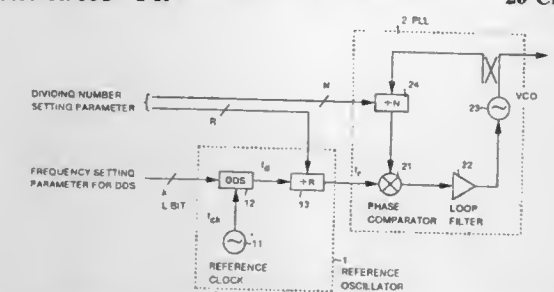 2 PLL
DIVIDING NUMBER
SETTING PARAMETER
N
÷N
24
VCO
23
R
FREQUENCY SETTING
PARAMETER FOR DDS
k
L BIT
DDS
12
fd
÷R
13
fr
21
22
PHASE
COMPARATOR
LOOP
FILTER
fck
11
REFERENCE
CLOCK
1
REFERENCE
OSCILLATOR